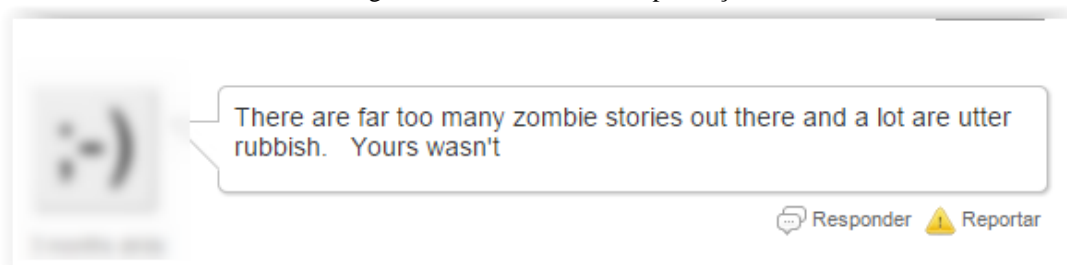 ;-)
There are far too many zombie stories out there and a lot are utter
rubbish.   Yours wasn't
Responder Reportar